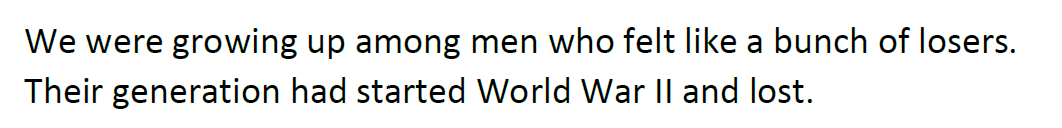 We were growing up among men who felt like a bunch of losers.
Their generation had started World War II and lost.